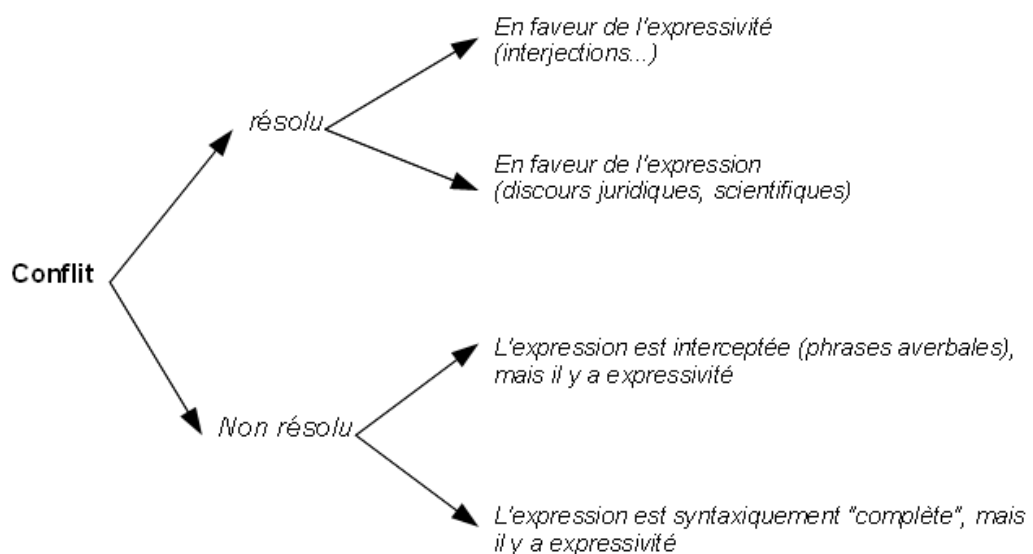 En faveur de l'expressivité
(interjections...)
résolu
En faveur de l'expression
(discours juridiques, scientifiques)
Conflit
L'expression est interceptée (phrases averbales),
mais il y a expressivité
Non résolu
L'expression est syntaxiquement "complète", mais
il y a expressivité